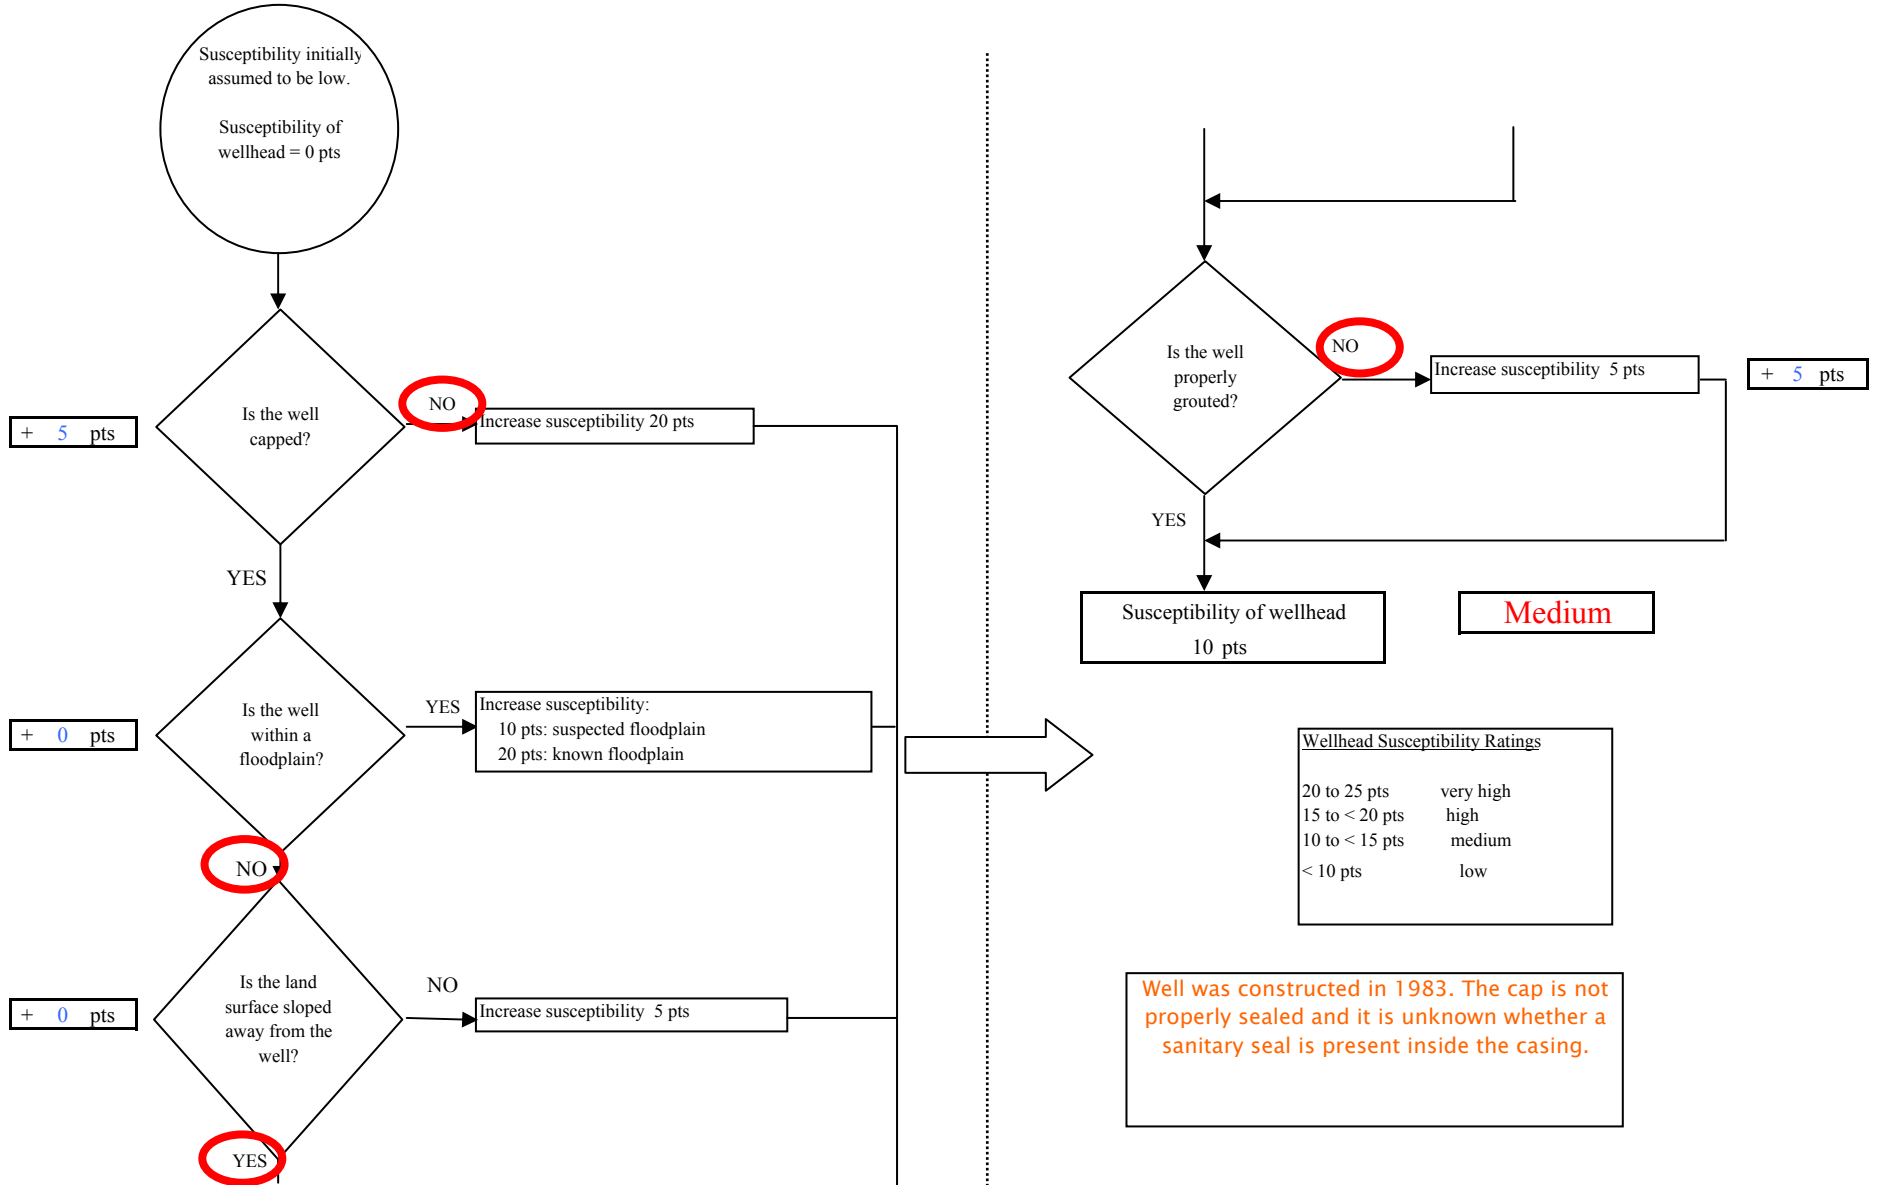 Susceptibility initially
assumed to be low.
Susceptibility of
wellhead = 0 pts
+ 5 pts
Is the well
capped?
NO
Increase susceptibility 20 pts
YES
+ 0 pts
Is the well
within a
floodplain?
YES
Increase susceptibility:
10 pts: suspected floodplain
20 pts: known floodplain
NO
+ 0 pts
Is the land
surface sloped
away from the
well?
NO
Increase susceptibility 5 pts
YES
Is the well
properly
grouted?
NO
Increase susceptibility 5 pts
+ 5 pts
YES
Susceptibility of wellhead
10 pts
Medium
Wellhead Susceptibility Ratings
20 to 25 pts very high
15 to < 20 pts high
10 to < 15 pts medium
< 10 pts low
Well was constructed in 1983. The cap is not
properly sealed and it is unknown whether a
sanitary seal is present inside the casing.